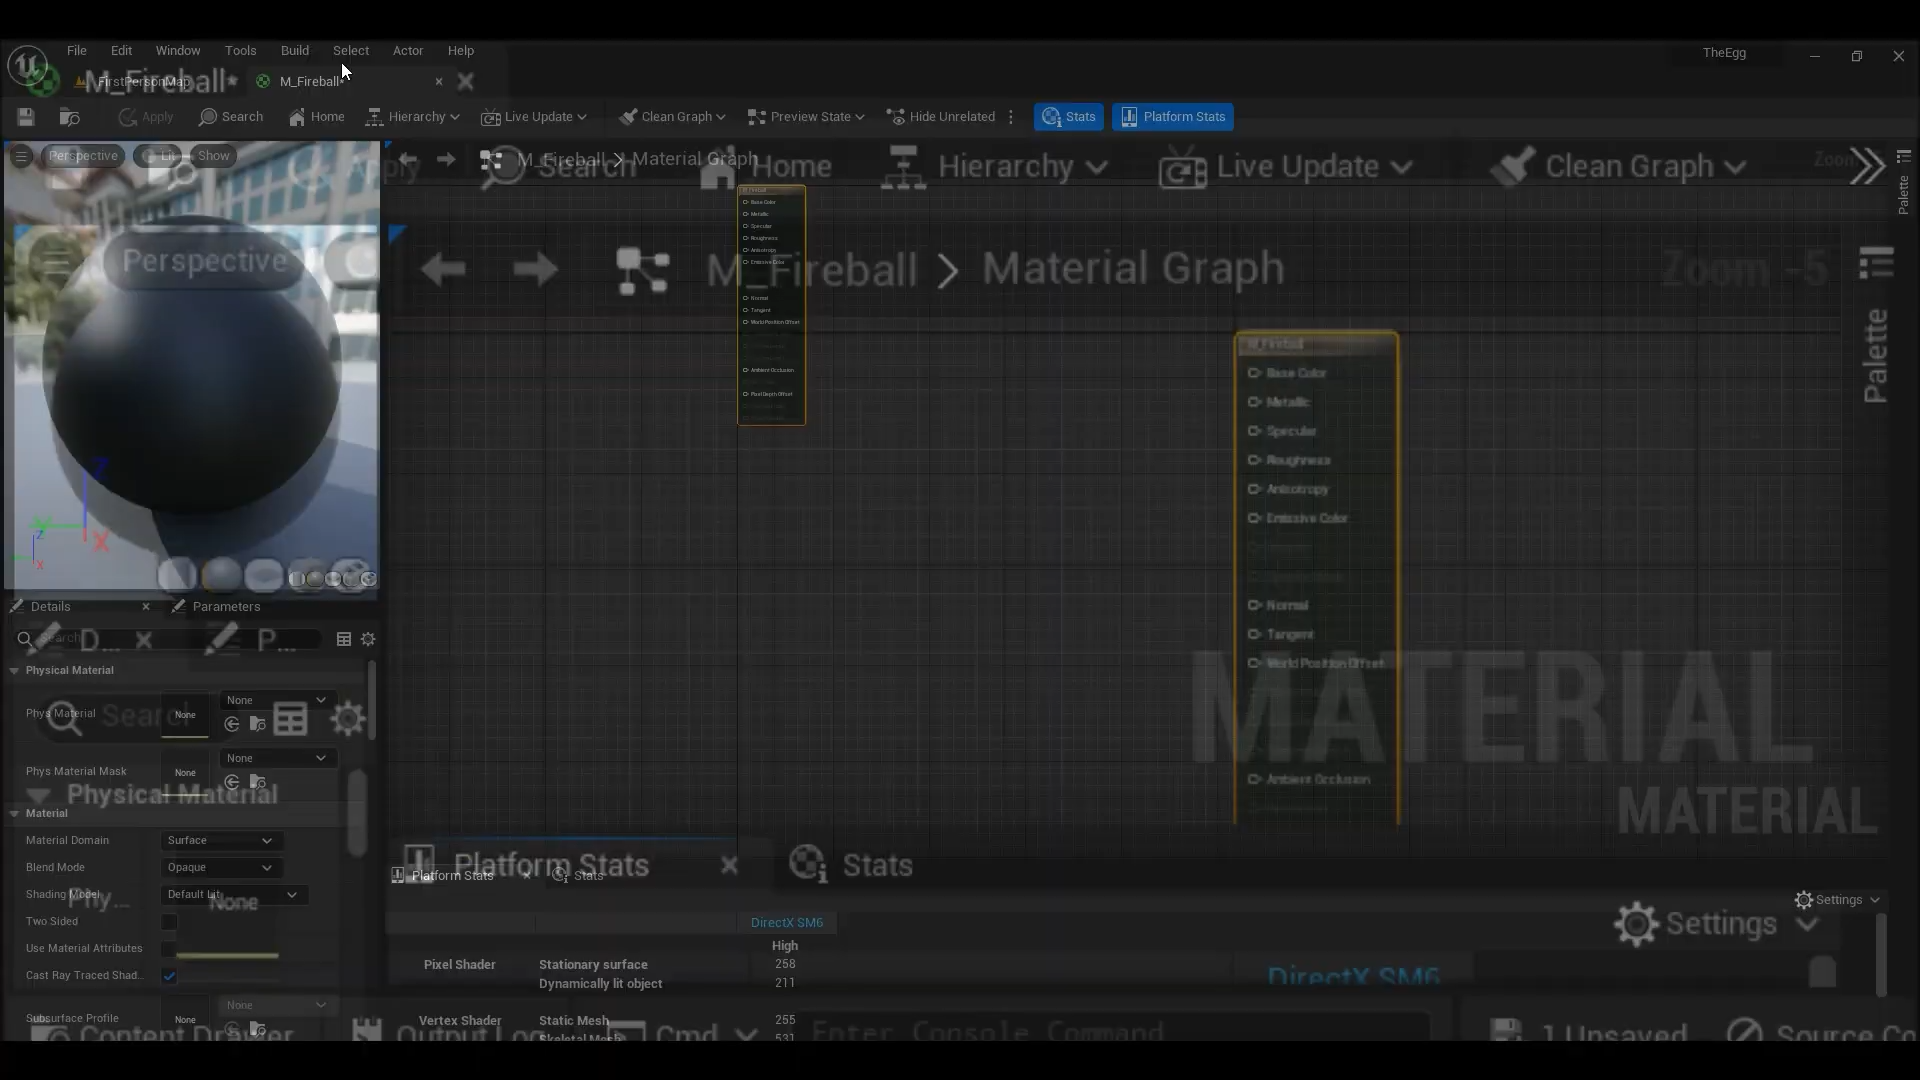 File Edit Window Tools Build Select Actor Help
TheEgg
FirstPersonMap
M_Fireball*
M_Fireball*
Apply Search Home Hierarchy Live Update Clean Graph Preview State Hide Unrelated Stats Platform Stats
Perspective Lit Show
M_Fireball > Material Graph
Zoom
Apply Search Home Hierarchy Live Update Clean Graph
Palette
Perspective
M_Fireball > Material Graph
Zoom -5
Palette
M_Fireball
Base Color
Metallic
Specular
Roughness
Anisotropy
Emissive Color
Normal
Tangent
World Position Offset
Ambient Occlusion
Pixel Depth Offset
M_Fireball
Base Color
Metallic
Specular
Roughness
Anisotropy
Emissive Color
Normal
Tangent
World Position Offset
Ambient Occlusion
MATERIAL
MATERIAL
Z
X
Z
X
Details Parameters
Search
D... P...
Physical Material
Phys Material None None
Search
Phys Material Mask None None
Physical Material
Material
Material Domain Surface
Blend Mode Opaque
Shading Model Default Lit
Phy... None
Two Sided
Use Material Attributes
Cast Ray Traced Shad...
Subsurface Profile None None
Platform Stats Stats
Platform Stats Stats
Settings
Settings
DirectX SM6
DirectX SM6
High
Pixel Shader Stationary surface 258
Dynamically lit object 211
Vertex Shader Static Mesh 255
Skeletal Mesh 531
Content Drawer Output Log Cmd Enter Console Command 1 Unsaved Source Co